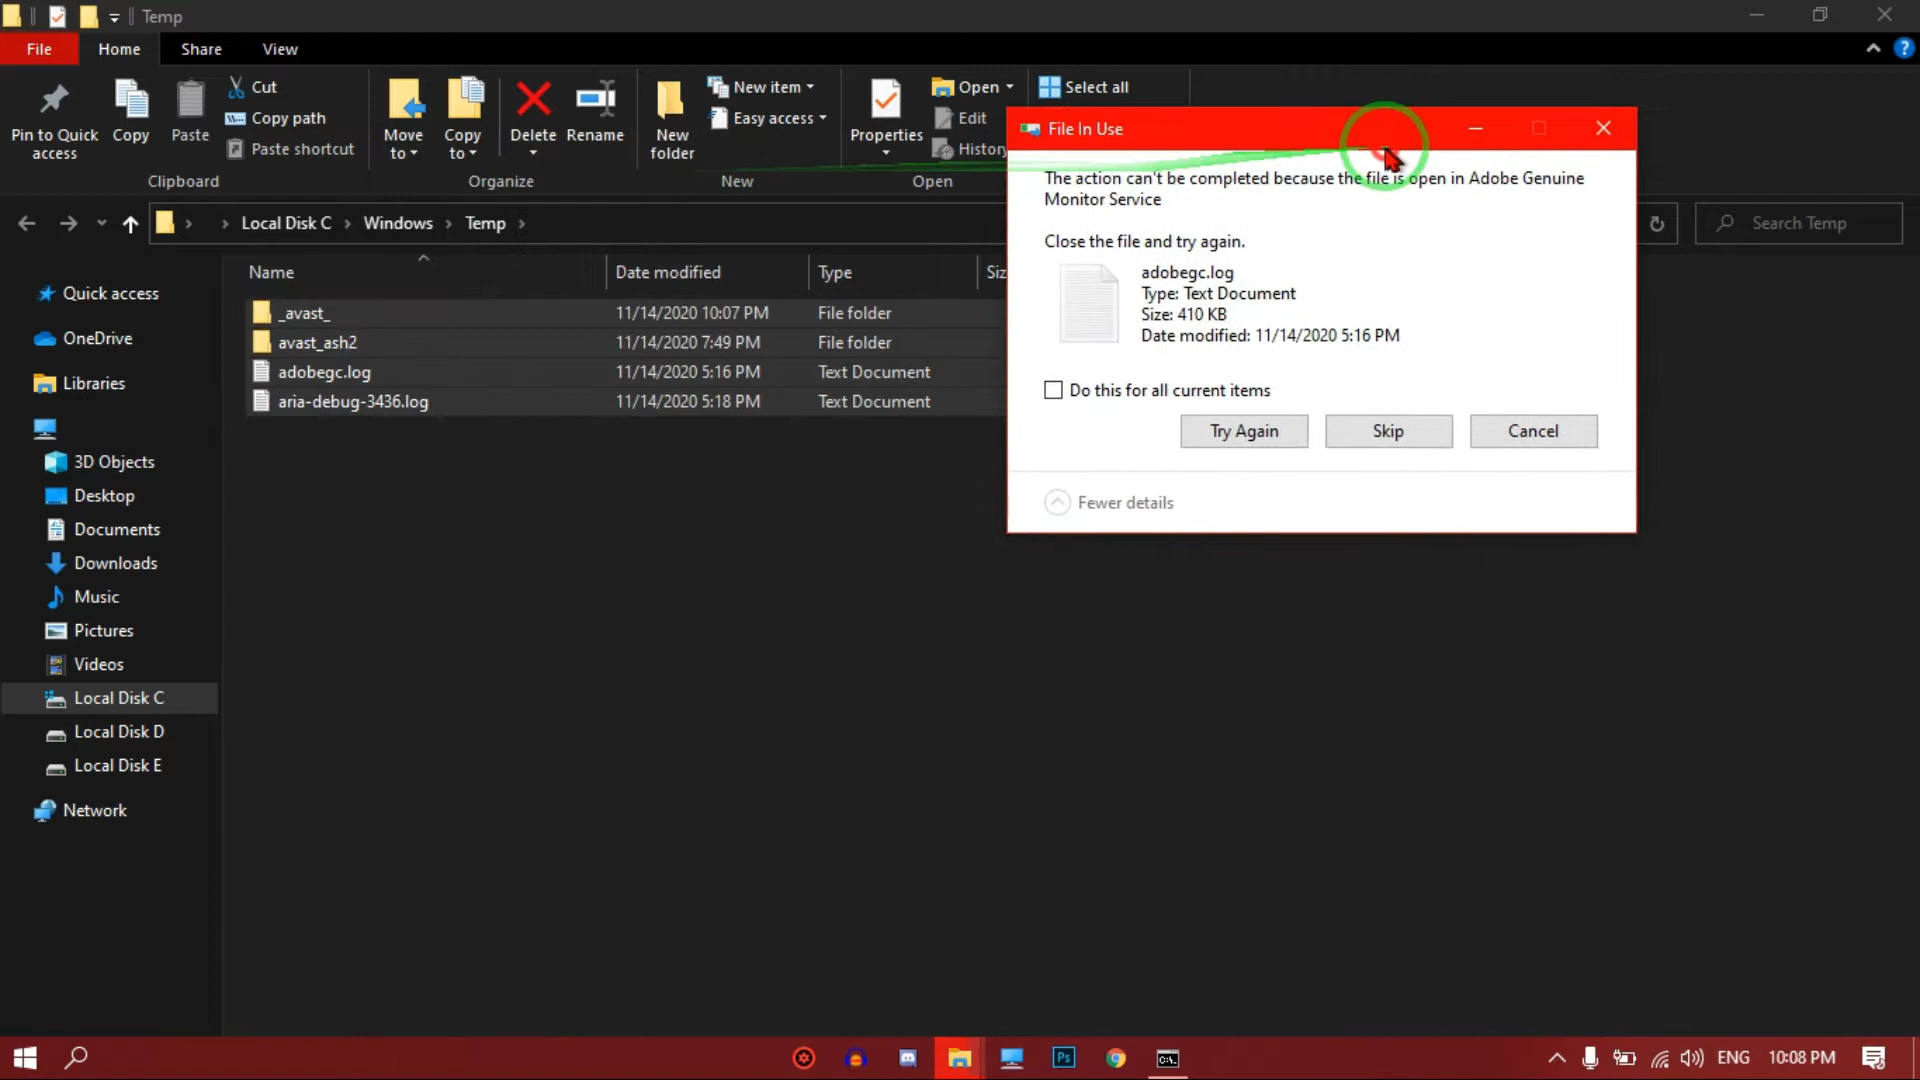 Temp
File
Home
Share
View
Pin to Quick access
Copy
Paste
Cut
Copy path
Paste shortcut
Clipboard
Move to
Copy to
Delete
Rename
Organize
New folder
New item
Easy access
New
Properties
Open
Edit
History
Open
Select all
Local Disk C
Windows
Temp
Search Temp
Name
Date modified
Type
Siz
_avast_
11/14/2020 10:07 PM
File folder
avast_ash2
11/14/2020 7:49 PM
File folder
adobegc.log
11/14/2020 5:16 PM
Text Document
aria-debug-3436.log
11/14/2020 5:18 PM
Text Document
Quick access
OneDrive
Libraries
3D Objects
Desktop
Documents
Downloads
Music
Pictures
Videos
Local Disk C
Local Disk D
Local Disk E
Network
File In Use
The action can't be completed because the file is open in Adobe Genuine
Monitor Service
Close the file and try again.
adobegc.log
Type: Text Document
Size: 410 KB
Date modified: 11/14/2020 5:16 PM
Do this for all current items
Try Again
Skip
Cancel
Fewer details
Ps
C:\.
ENG
10:08 PM